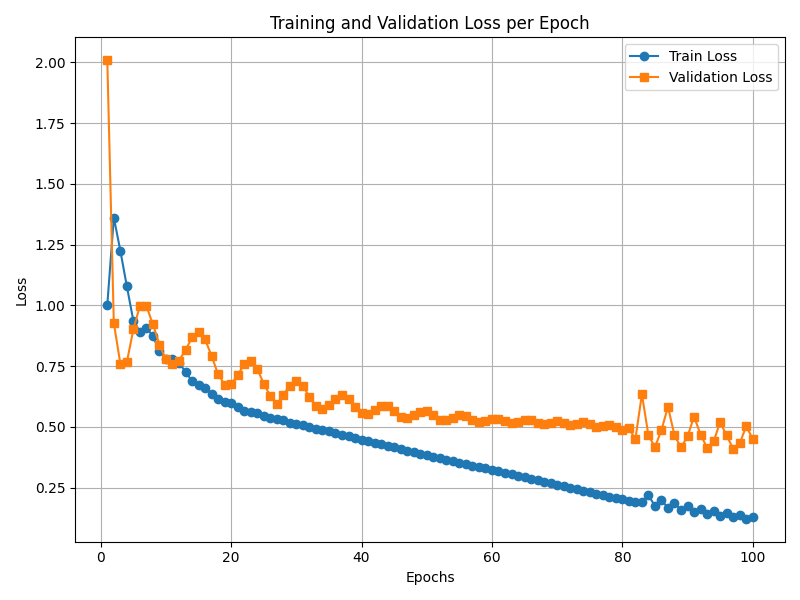 Training and Validation Loss per Epoch
Train Loss
Validation Loss
2.00
1.75
1.50
1.25
1.00
0.75
0.50
0.25
Loss
0 20 40 60 80 100
Epochs